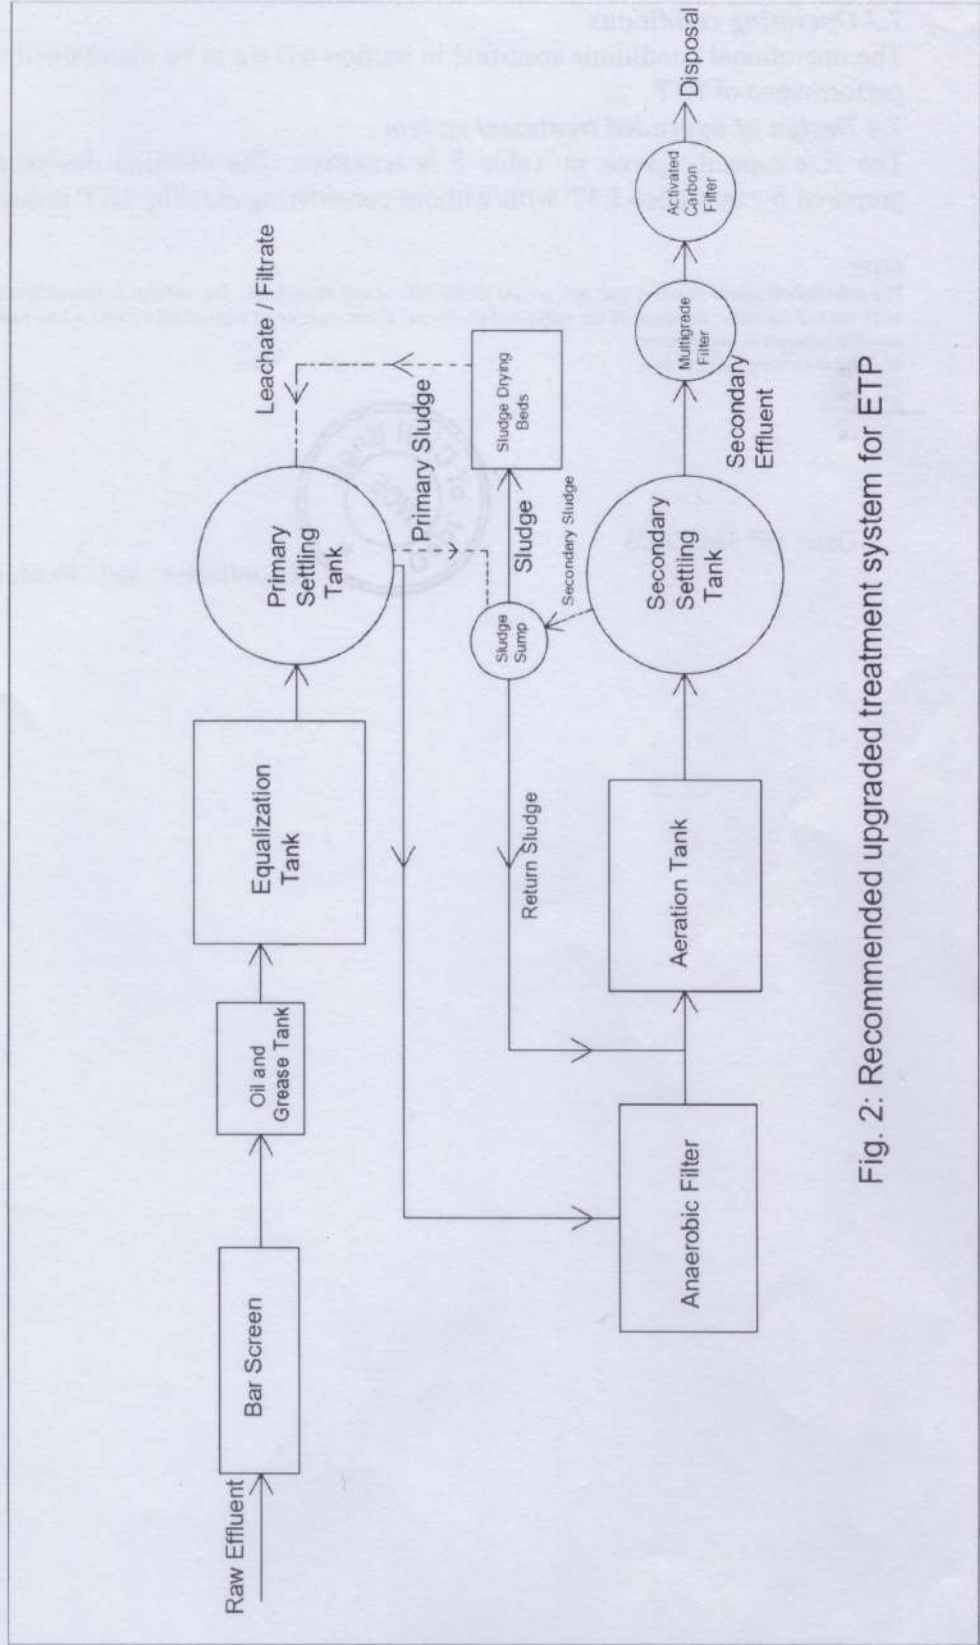 Raw Effluent
Bar Screen
Oil and
Grease Tank
Equalization
Tank
Primary
Settling
Tank
Leachate / Filtrate
Primary Sludge
Sludge Drying
Beds
Sludge
Sludge
Sump
Secondary Sludge
Return Sludge
Anaerobic Filter
Aeration Tank
Secondary
Settling
Tank
Secondary
Effluent
Multigrade
Filter
Activated
Carbon
Filter
Disposal
Fig. 2: Recommended upgraded treatment system for ETP